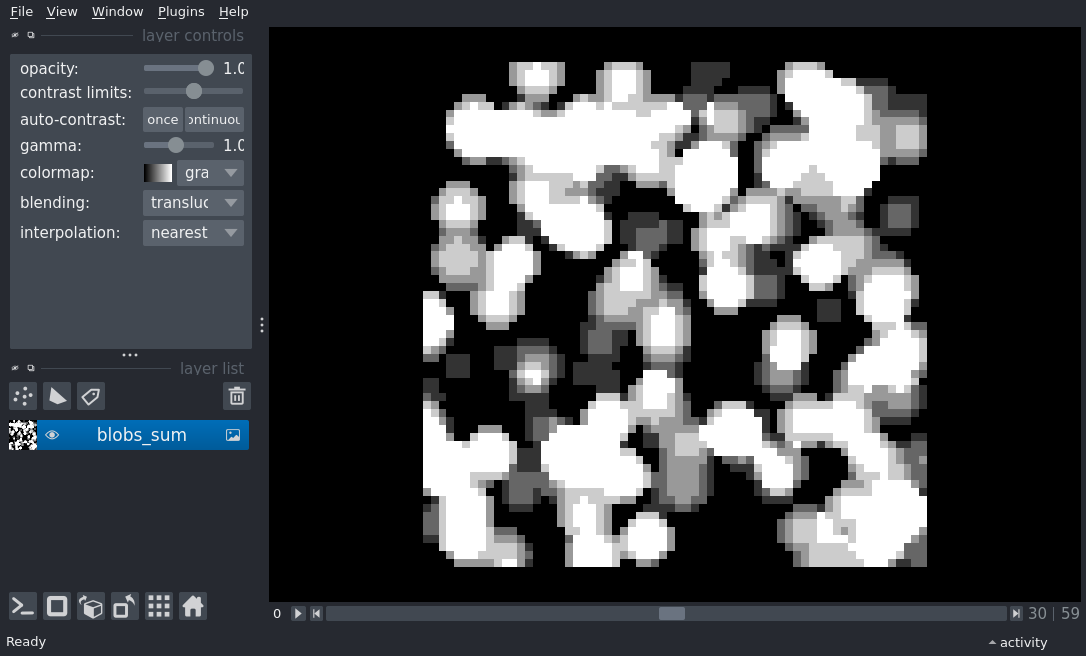 File View Window Plugins Help
layer controls
opacity: 1.0
contrast limits:
auto-contrast: once ontinuou
gamma: 1.0
colormap: gra
blending: transluc
interpolation: nearest
layer list
blobs_sum
0 30 | 59
Ready activity